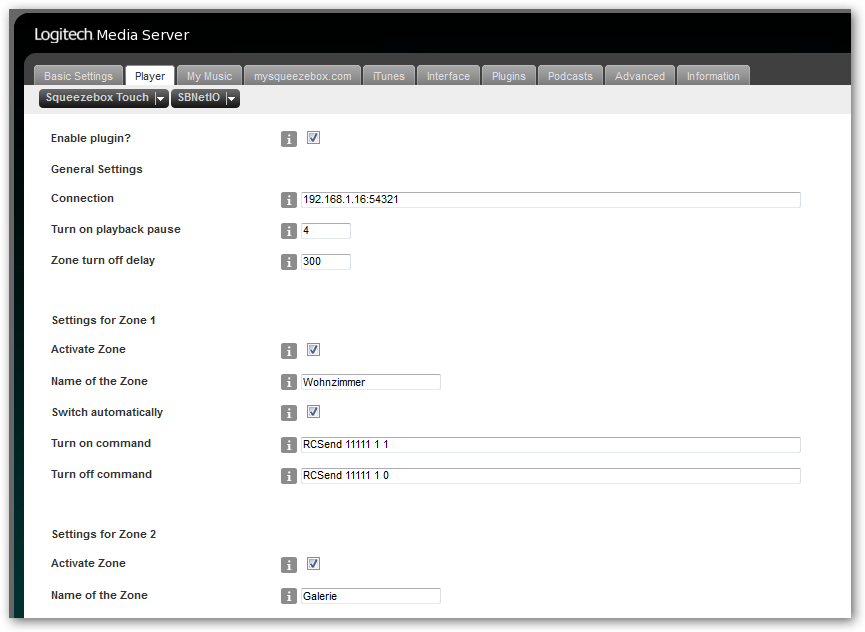 Logitech Media Server
Basic Settings Player My Music mysqueezebox.com iTunes Interface Plugins Podcasts Advanced Information
Squeezebox Touch SBNetIO
Enable plugin?
General Settings
Connection 192.168.1.16:54321
Turn on playback pause 4
Zone turn off delay 300
Settings for Zone 1
Activate Zone
Name of the Zone Wohnzimmer
Switch automatically
Turn on command RCSend 11111 1 1
Turn off command RCSend 11111 1 0
Settings for Zone 2
Activate Zone
Name of the Zone Galerie